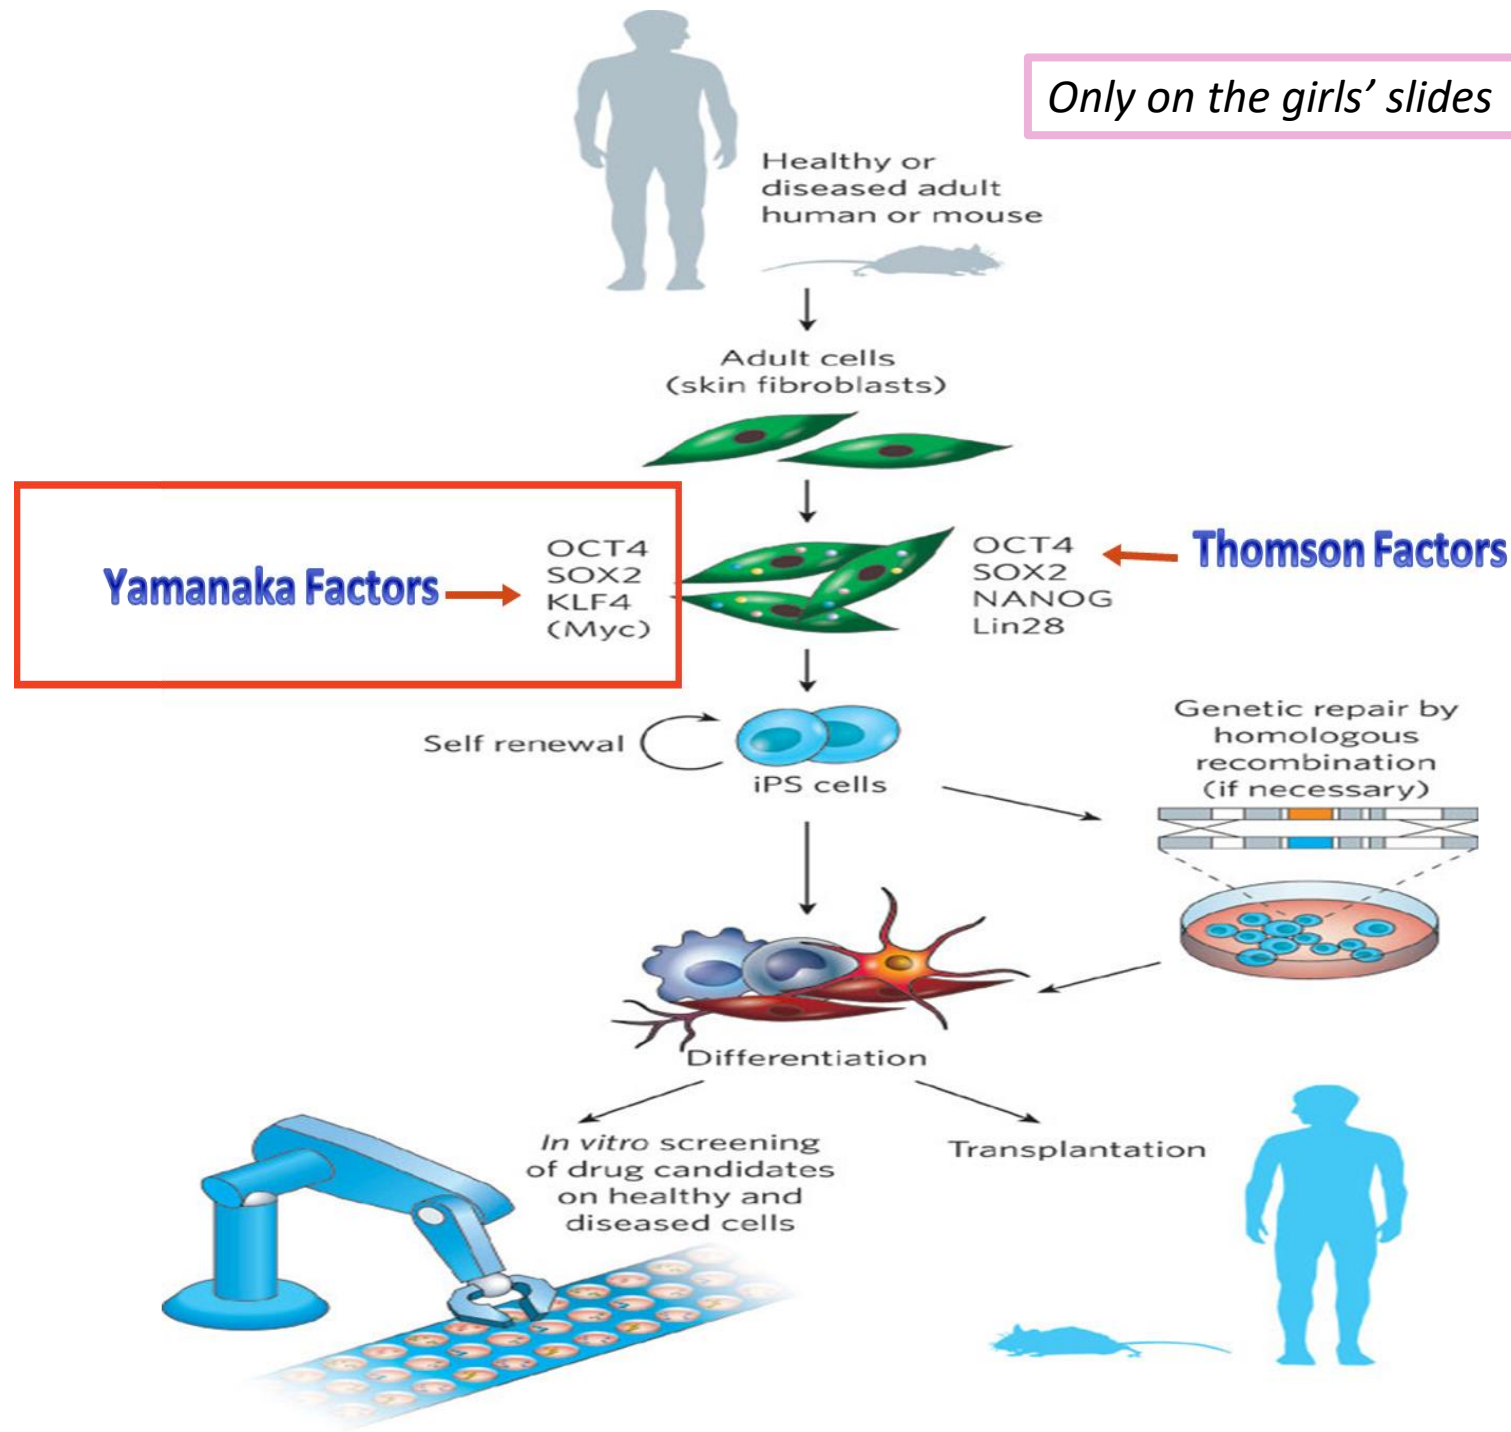 Only on the girls’ slides
Healthy or
diseased adult
human or mouse
Adult cells
(skin fibroblasts)
Yamanaka Factors
OCT4
SOX2
KLF4
(Myc)
OCT4
SOX2
NANOG
Lin28
Thomson Factors
Self renewal
iPS cells
Genetic repair by
homologous
recombination
(if necessary)
Differentiation
In vitro screening
of drug candidates
on healthy and
diseased cells
Transplantation